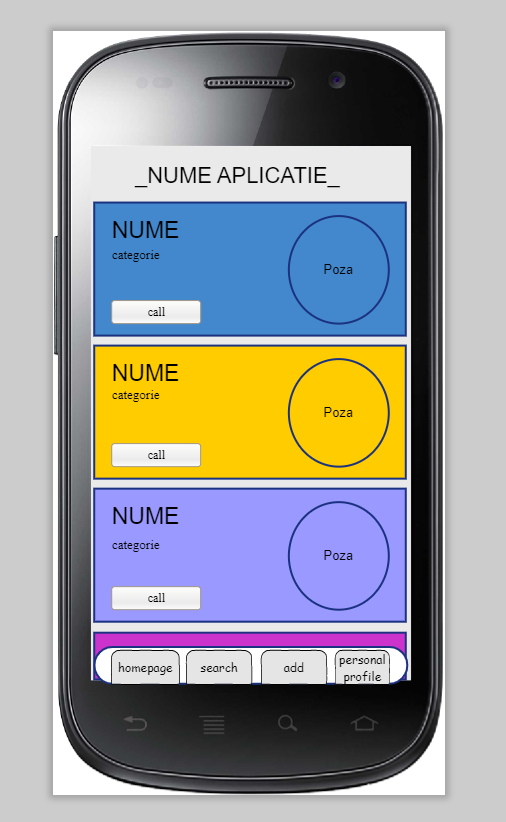 _NUME APLICATIE_
NUME
categorie
Poza
call
NUME
categorie
Poza
call
NUME
categorie
Poza
call
homepage
search
add
personal
profile